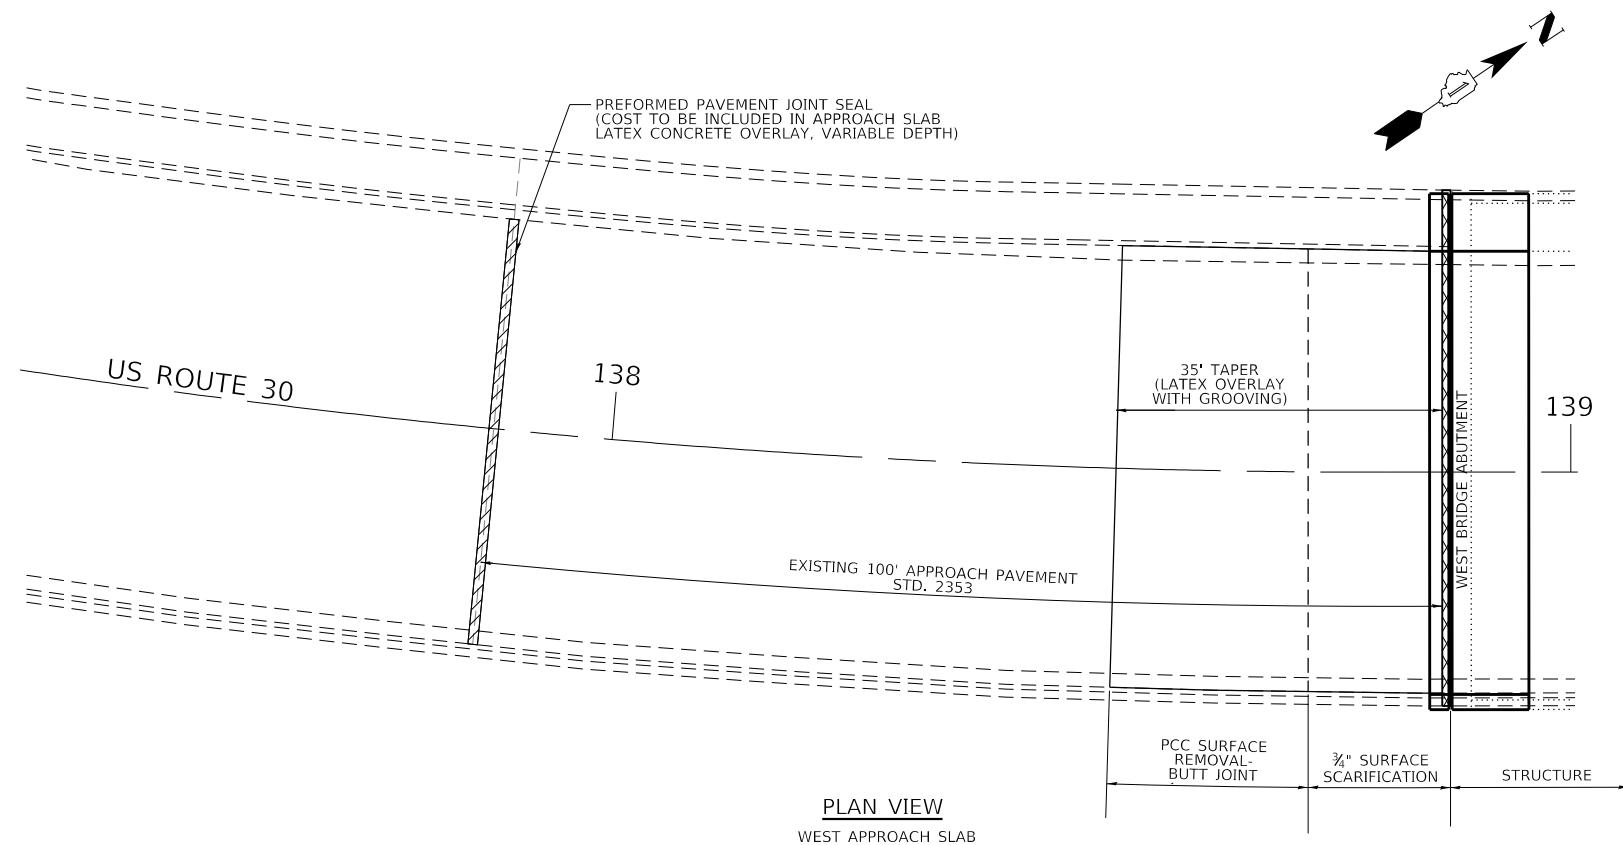 N
PREFORMED PAVEMENT JOINT SEAL
(COST TO BE INCLUDED IN APPROACH SLAB
LATEX CONCRETE OVERLAY, VARIABLE DEPTH)
US ROUTE 30
138
35' TAPER
(LATEX OVERLAY
WITH GROOVING)
139
WEST BRIDGE ABUTMENT
EXISTING 100' APPROACH PAVEMENT
STD. 2353
PCC SURFACE
REMOVAL-
BUTT JOINT
¾" SURFACE
SCARIFICATION
STRUCTURE
PLAN VIEW
WEST APPROACH SLAB